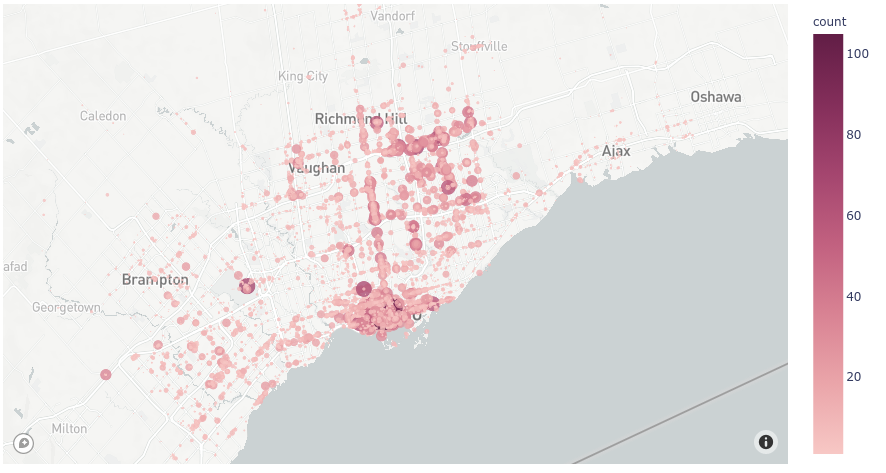 Vandorf
count
Stouffville
100
King City
Oshawa
Caledon
Richmond Hill
80
Ajax
Vaughan
60
afad
Brampton
40
Georgetown
o
20
Milton